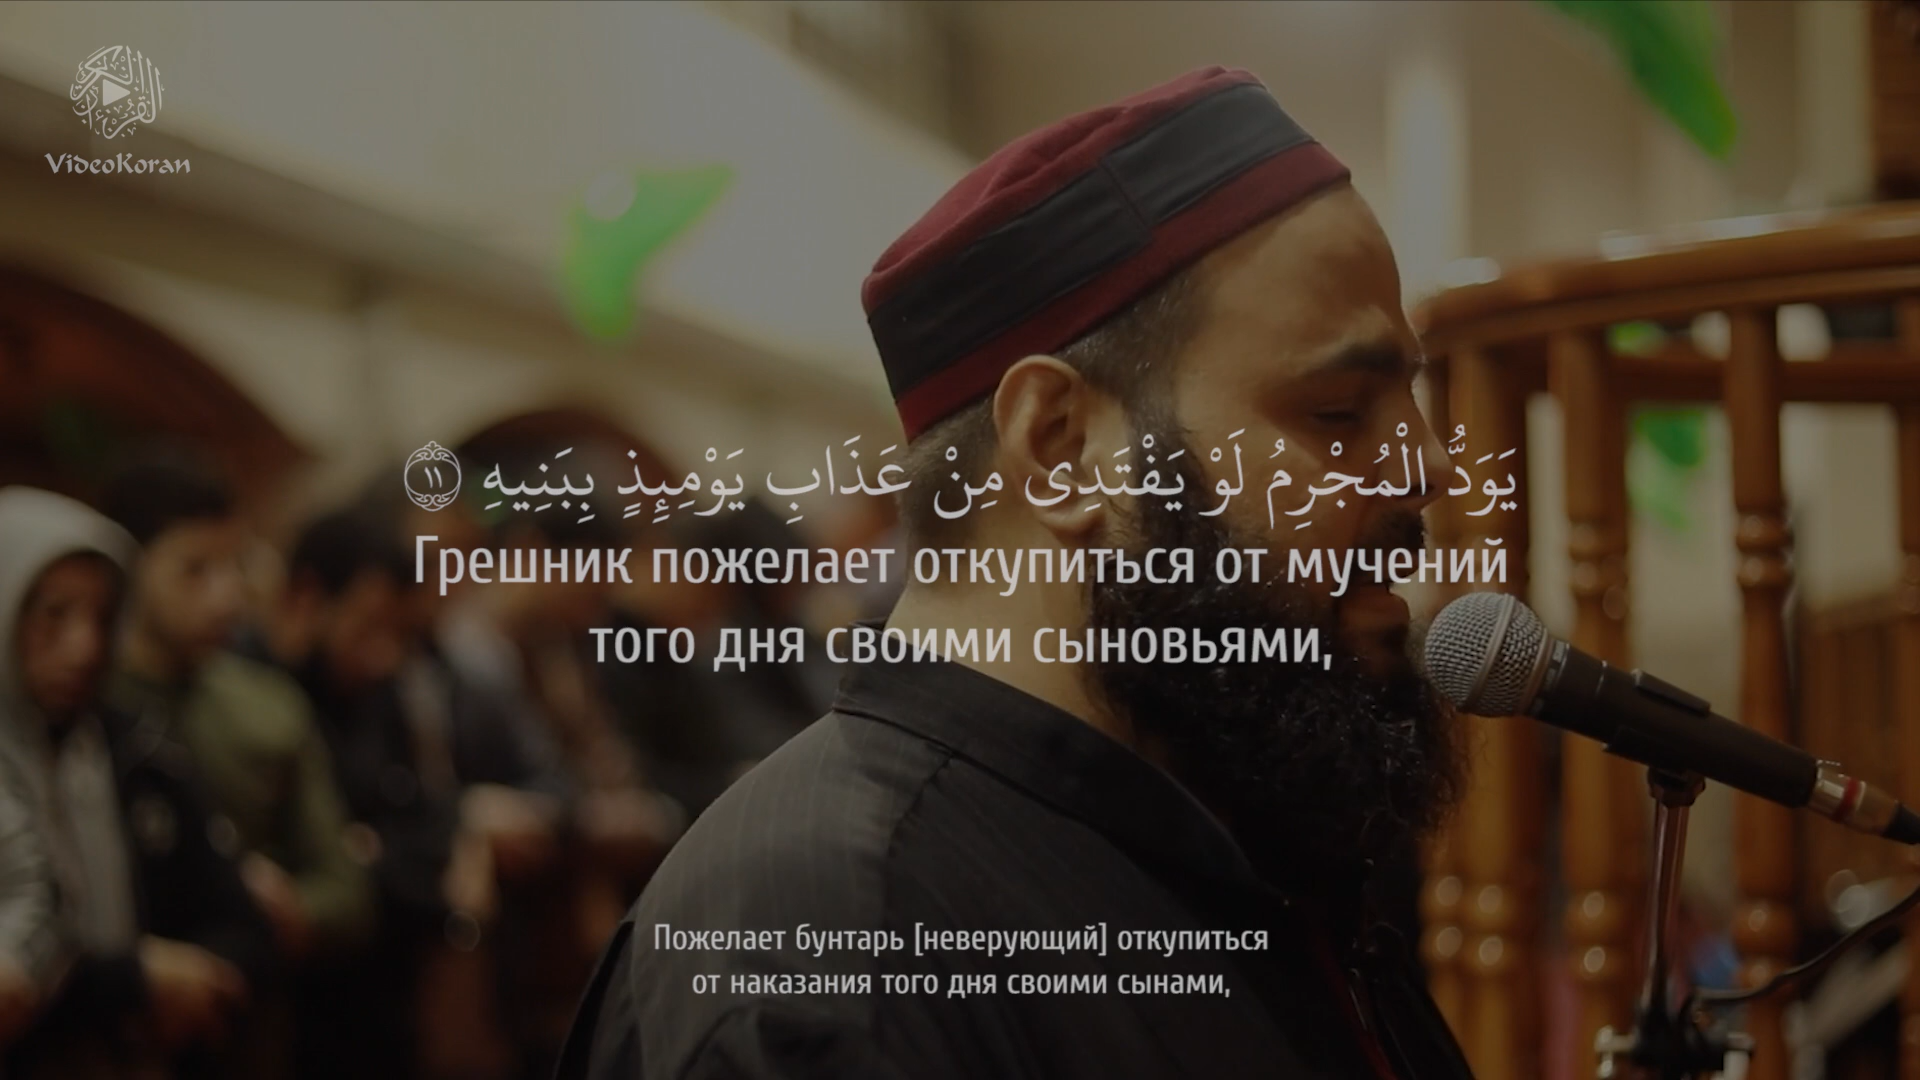 VideoKoran
يَوَدُّ الْمُجْرِمُ لَوْ يَفْتَدِى مِنْ عَذَابِ يَوْمِئِذٍ بِبَنِيهِ ١١
Грешник пожелает откупиться от мучений
того дня своими сыновьями,
Пожелает бунтарь [неверующий] откупиться
от наказания того дня своими сынами,